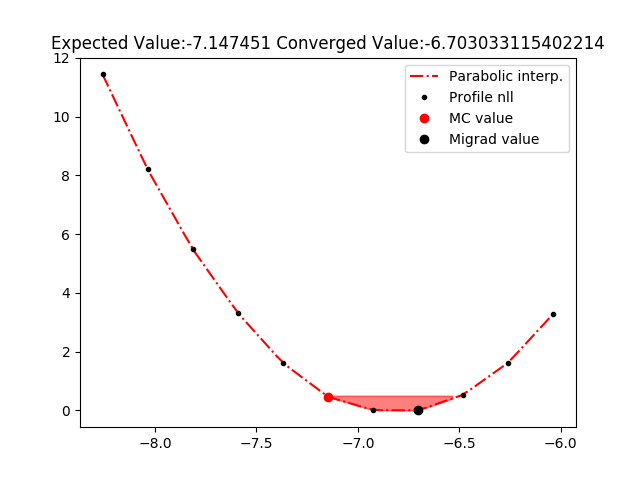 Expected Value:-7.147451 Converged Value:-6.703033115402214
Parabolic interp.
Profile nll
MC value
Migrad value
12
10
8
6
4
2
0
−8.0 −7.5 −7.0 −6.5 −6.0